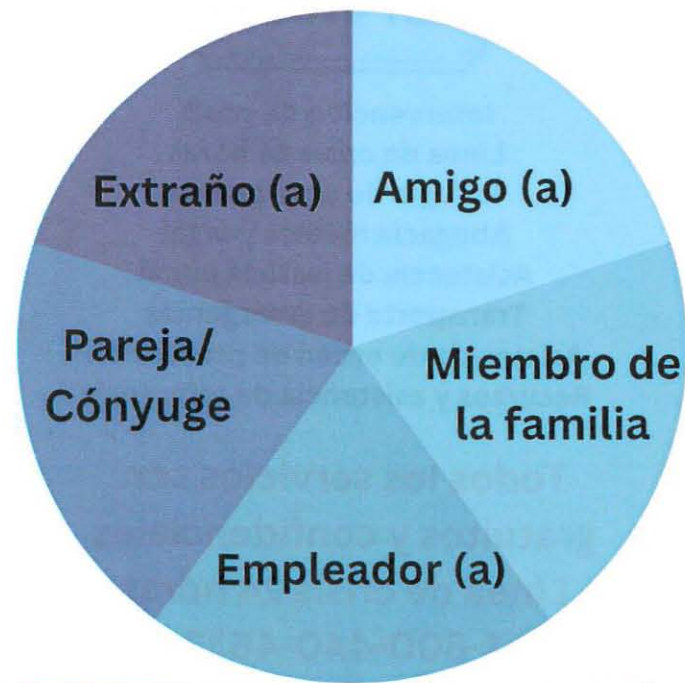 Extraño (a)
Amigo (a)
Pareja/
Cónyuge
Miembro de
la familia
Empleador (a)